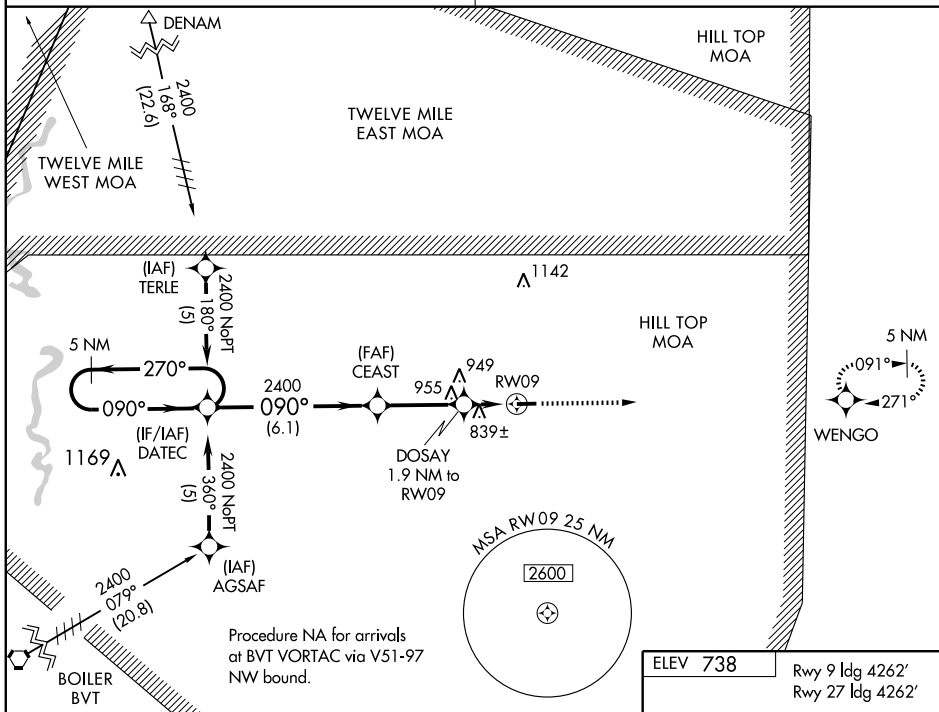 DENAM
2400
168°
(22.6)
HILL TOP
MOA
TWELVE MILE
EAST MOA
TWELVE MILE
WEST MOA
(IAF)
TERLE
2400 NoPT
180°
(5)
1142
HILL TOP
MOA
5 NM
270°
090°
(IF/IAF)
DATEC
2400
090°
(6.1)
(FAF)
CEAST
955
949
RW09
839±
DOSAY
1.9 NM to
RW09
5 NM
091°
271°
WENGO
1169
2400 NoPT
360°
(5)
(IAF)
AGSAF
2400
079°
(20.8)
BOILER
BVT
MSA RW09 25 NM
2600
Procedure NA for arrivals
at BVT VORTAC via V51-97
NW bound.
ELEV 738
Rwy 9 ldg 4262'
Rwy 27 ldg 4262'